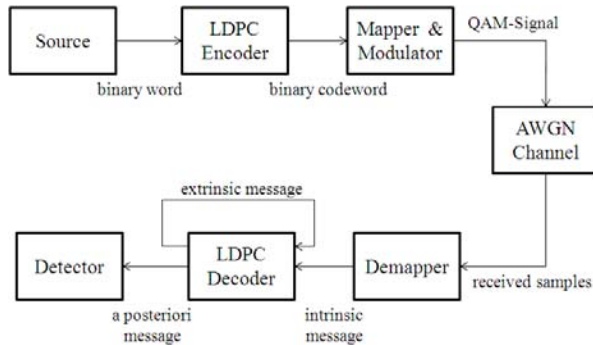 Source
LDPC
Encoder
Mapper &
Modulator
QAM-Signal
binary word
binary codeword
AWGN
Channel
extrinsic message
Detector
LDPC
Decoder
Demapper
received samples
a posteriori
message
intrinsic
message